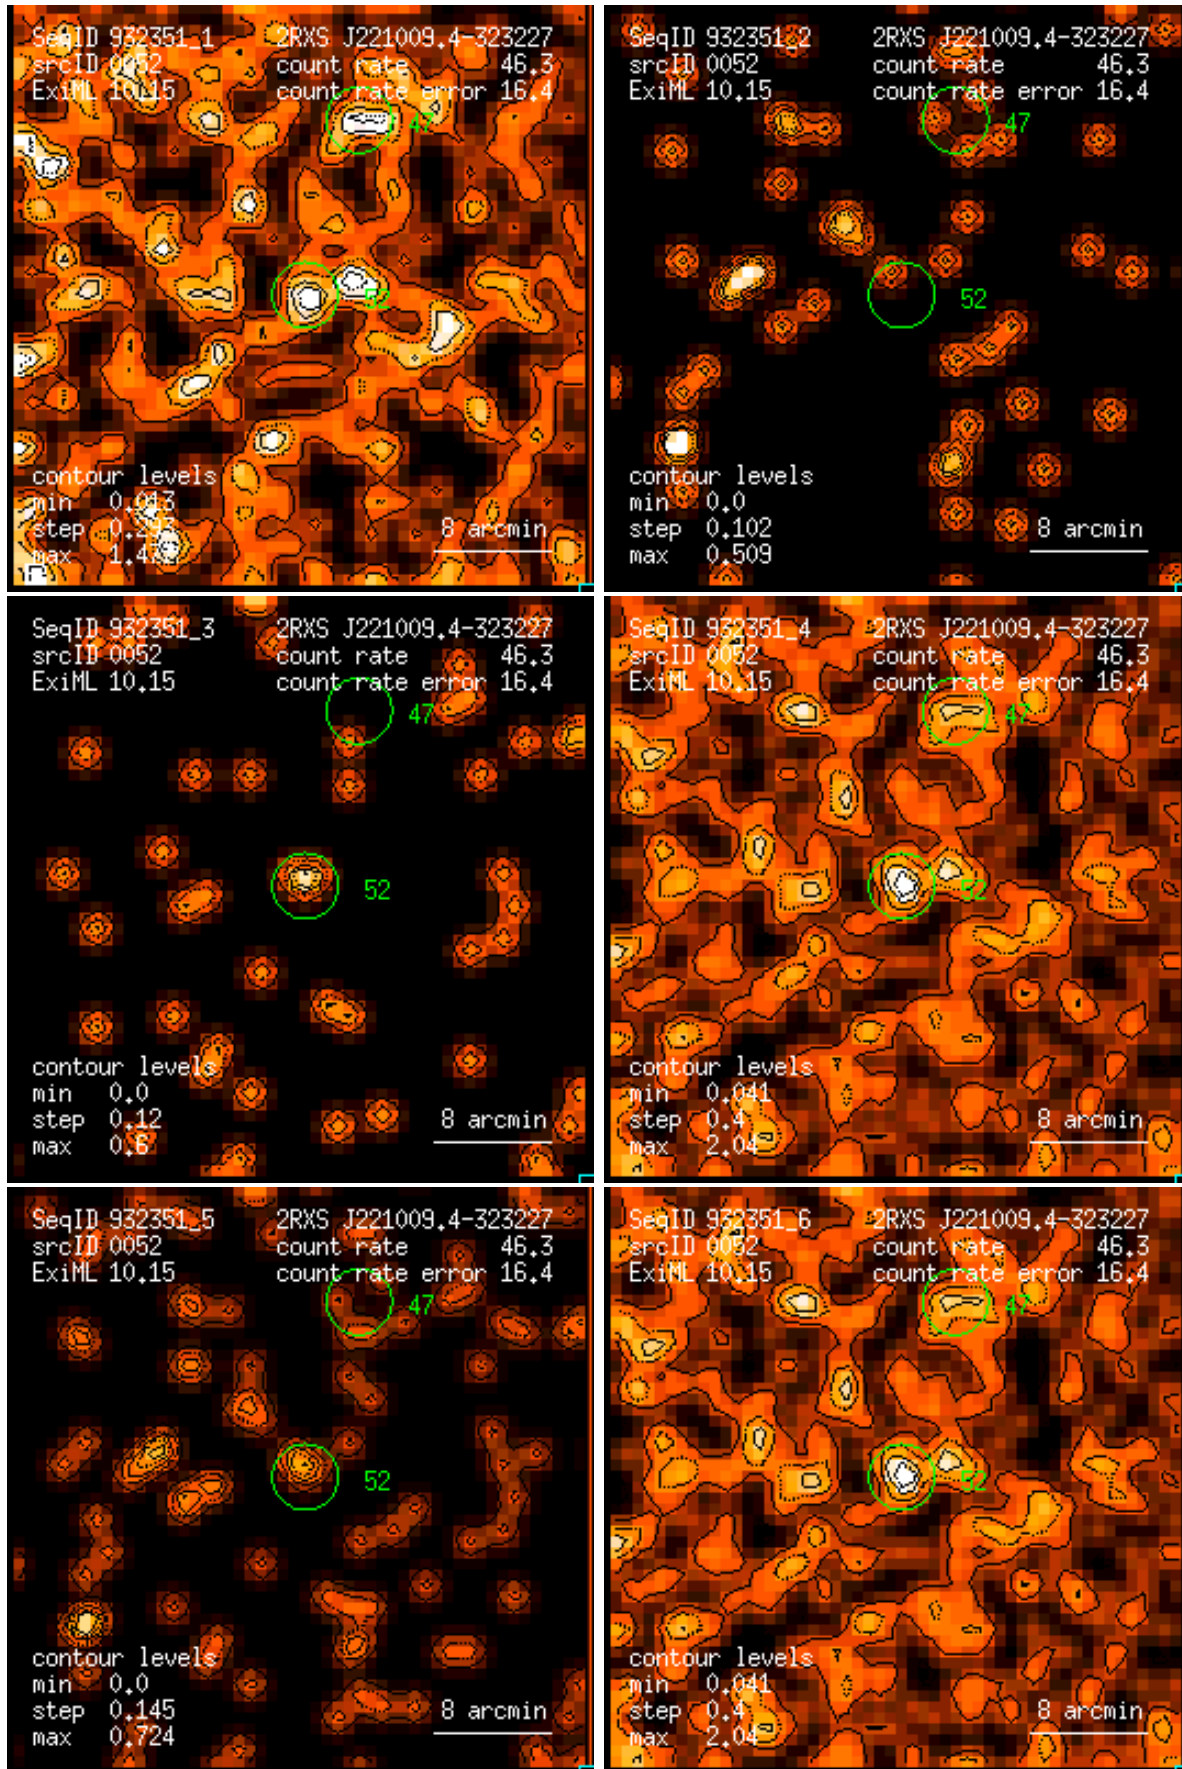 SeqID 932351_1 2RXS J221009.4-323227
srcID 0052 count rate 46.3
ExiML 10.15 count rate error 16.4
47
52
contour levels
min 0.013
step 0.293
max
8 arcmin
SeqID 932351_2 2RXS J221009.4-323227
srcID 0052 count rate 46.3
ExiML 10.15 count rate error 16.4
47
52
contour levels
min 0.0
step 0.102
max 0.509
8 arcmin
SeqID 932351_3 2RXS J221009.4-323227
srcID 0052 count rate 46.3
ExiML 10.15 count rate error 16.4
47
52
contour levels
min 0.0
step 0.12
max 0.6
8 arcmin
SeqID 932351_4 2RXS J221009.4-323227
srcID 0052 count rate 46.3
ExiML 10.15 count rate error 16.4
47
52
contour levels
min 0.041
step 0.4
max 2.04
8 arcmin
SeqID 932351_5 2RXS J221009.4-323227
srcID 0052 count rate 46.3
ExiML 10.15 count rate error 16.4
47
52
contour levels
min 0.0
step 0.145
max 0.724
8 arcmin
SeqID 932351_6 2RXS J221009.4-323227
srcID 0052 count rate 46.3
ExiML 10.15 count rate error 16.4
47
52
contour levels
min 0.041
step 0.4
max 2.04
8 arcmin